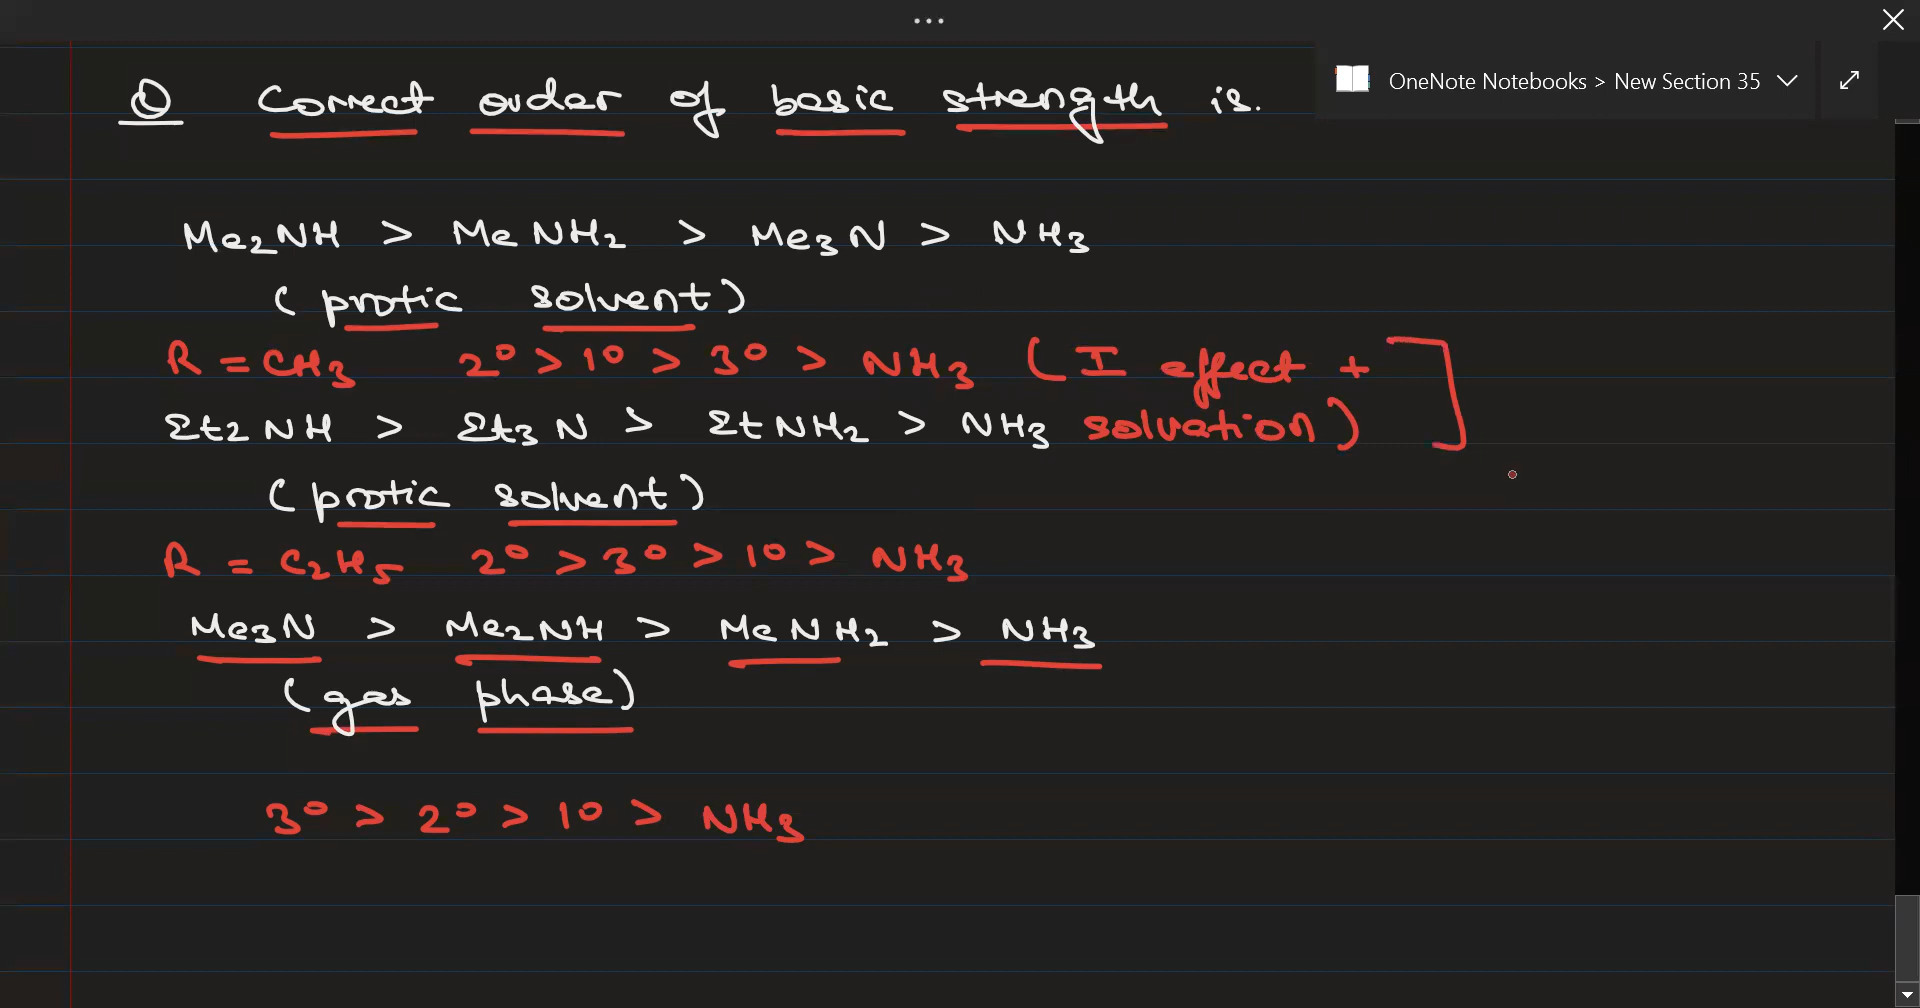 ...
OneNote Notebooks > New Section 35
Q Correct order of basic strength is.
Me2NH > MeNH2 > Me3N > NH3
(protic solvent)
R = CH3 2° > 1° > 3° > NH3 (I effect +
Et2NH > Et3N > EtNH2 > NH3 solvation)
(protic solvent)
R = C2H5 2° > 3° > 1° > NH3
Me3N > Me2NH > MeNH2 > NH3
(gas phase)
3° > 2° > 1° > NH3